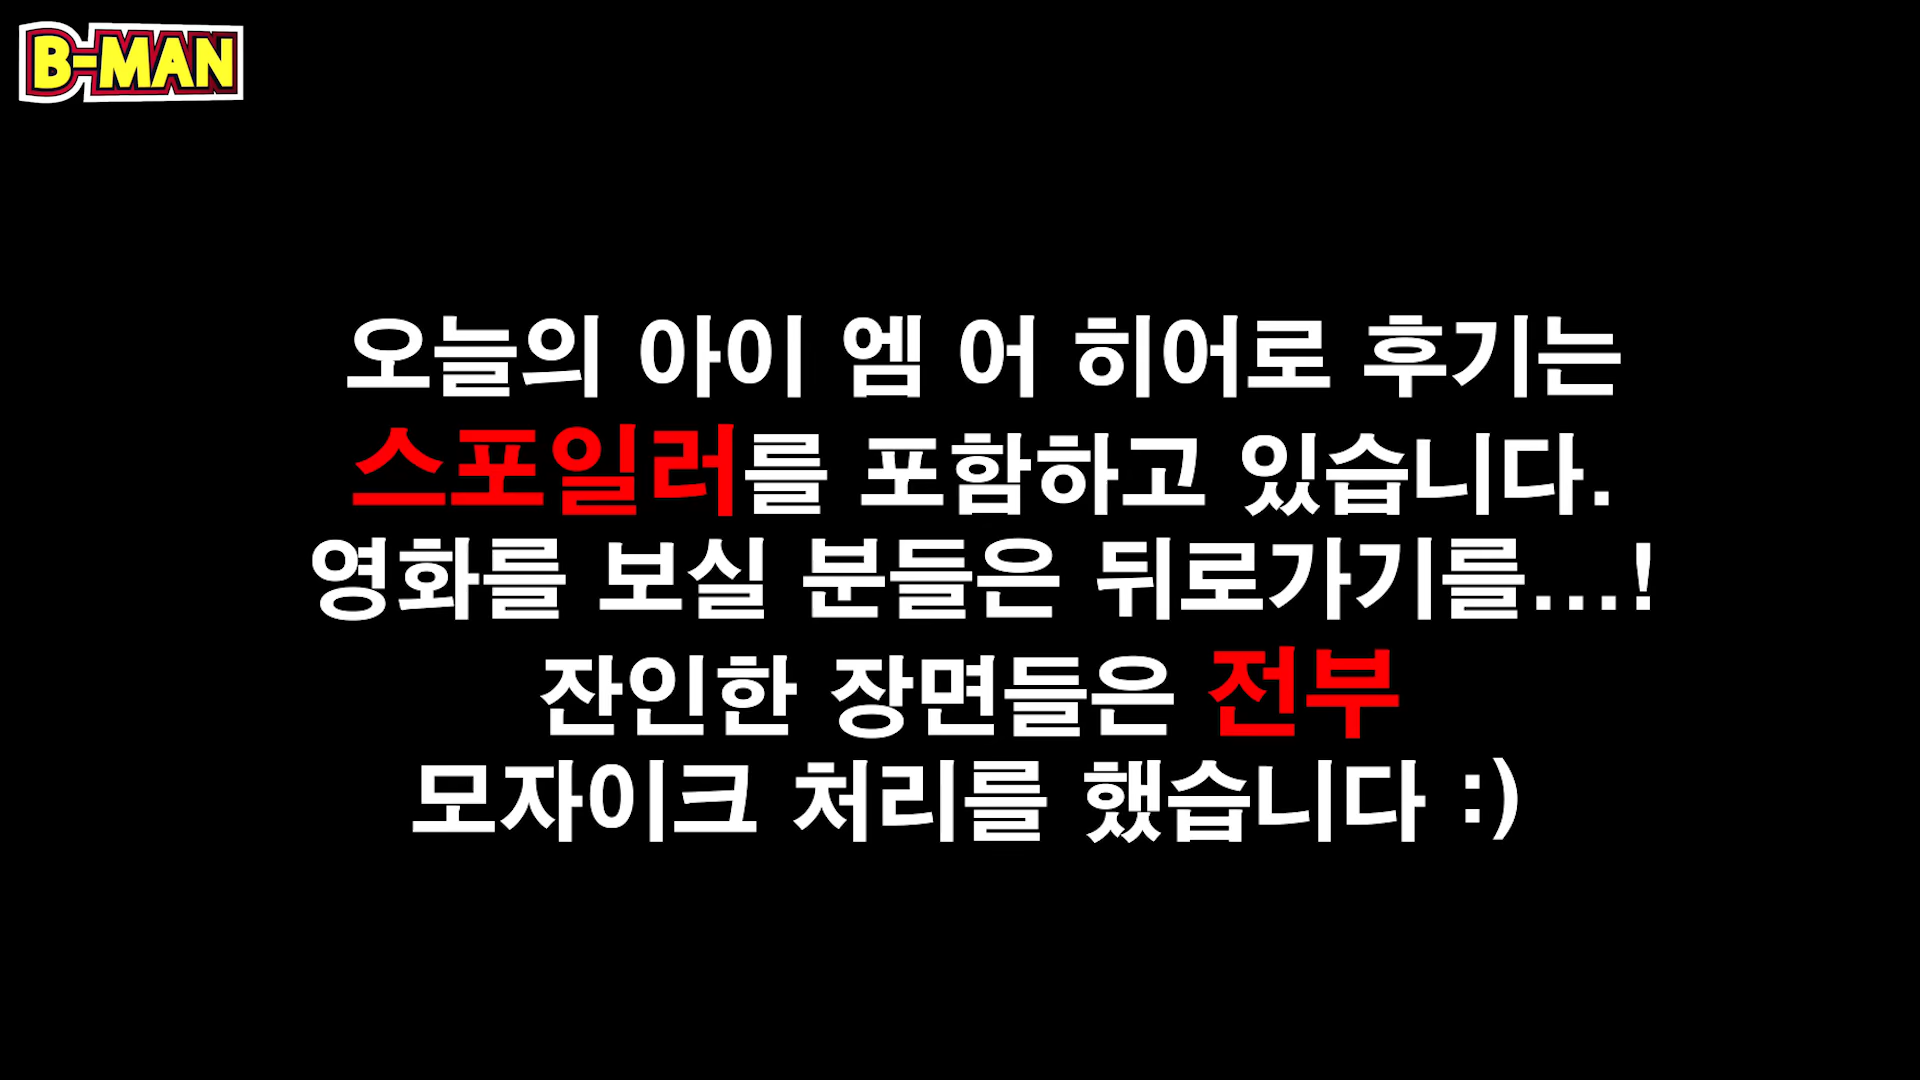 B-MAN
오늘의 아이 엠 어 히어로 후기는
스포일러를 포함하고 있습니다.
영화를 보실 분들은 뒤로가기를...!
잔인한 장면들은 전부
모자이크 처리를 했습니다 :)